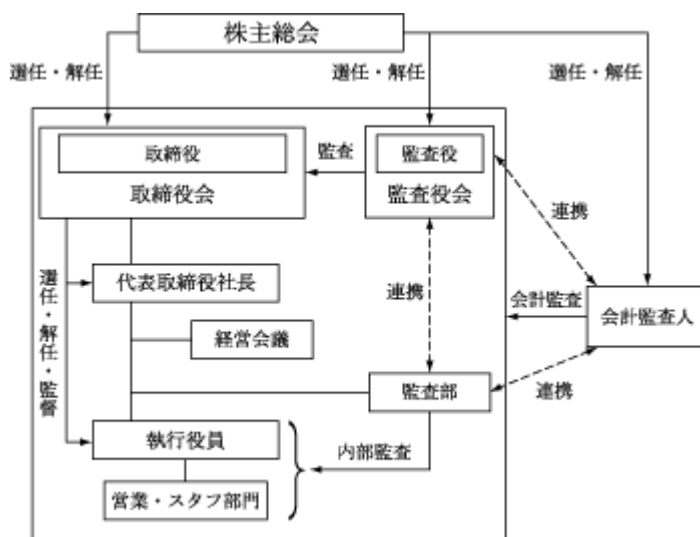 株主総会
選任・解任
選任・解任
選任・解任
取締役
取締役会
監査
監査役
監査役会
連携
代表取締役社長
連携
会計監査
会計監査人
選任・解任・監督
経営会議
監査部
連携
執行役員
内部監査
営業・スタフ部門